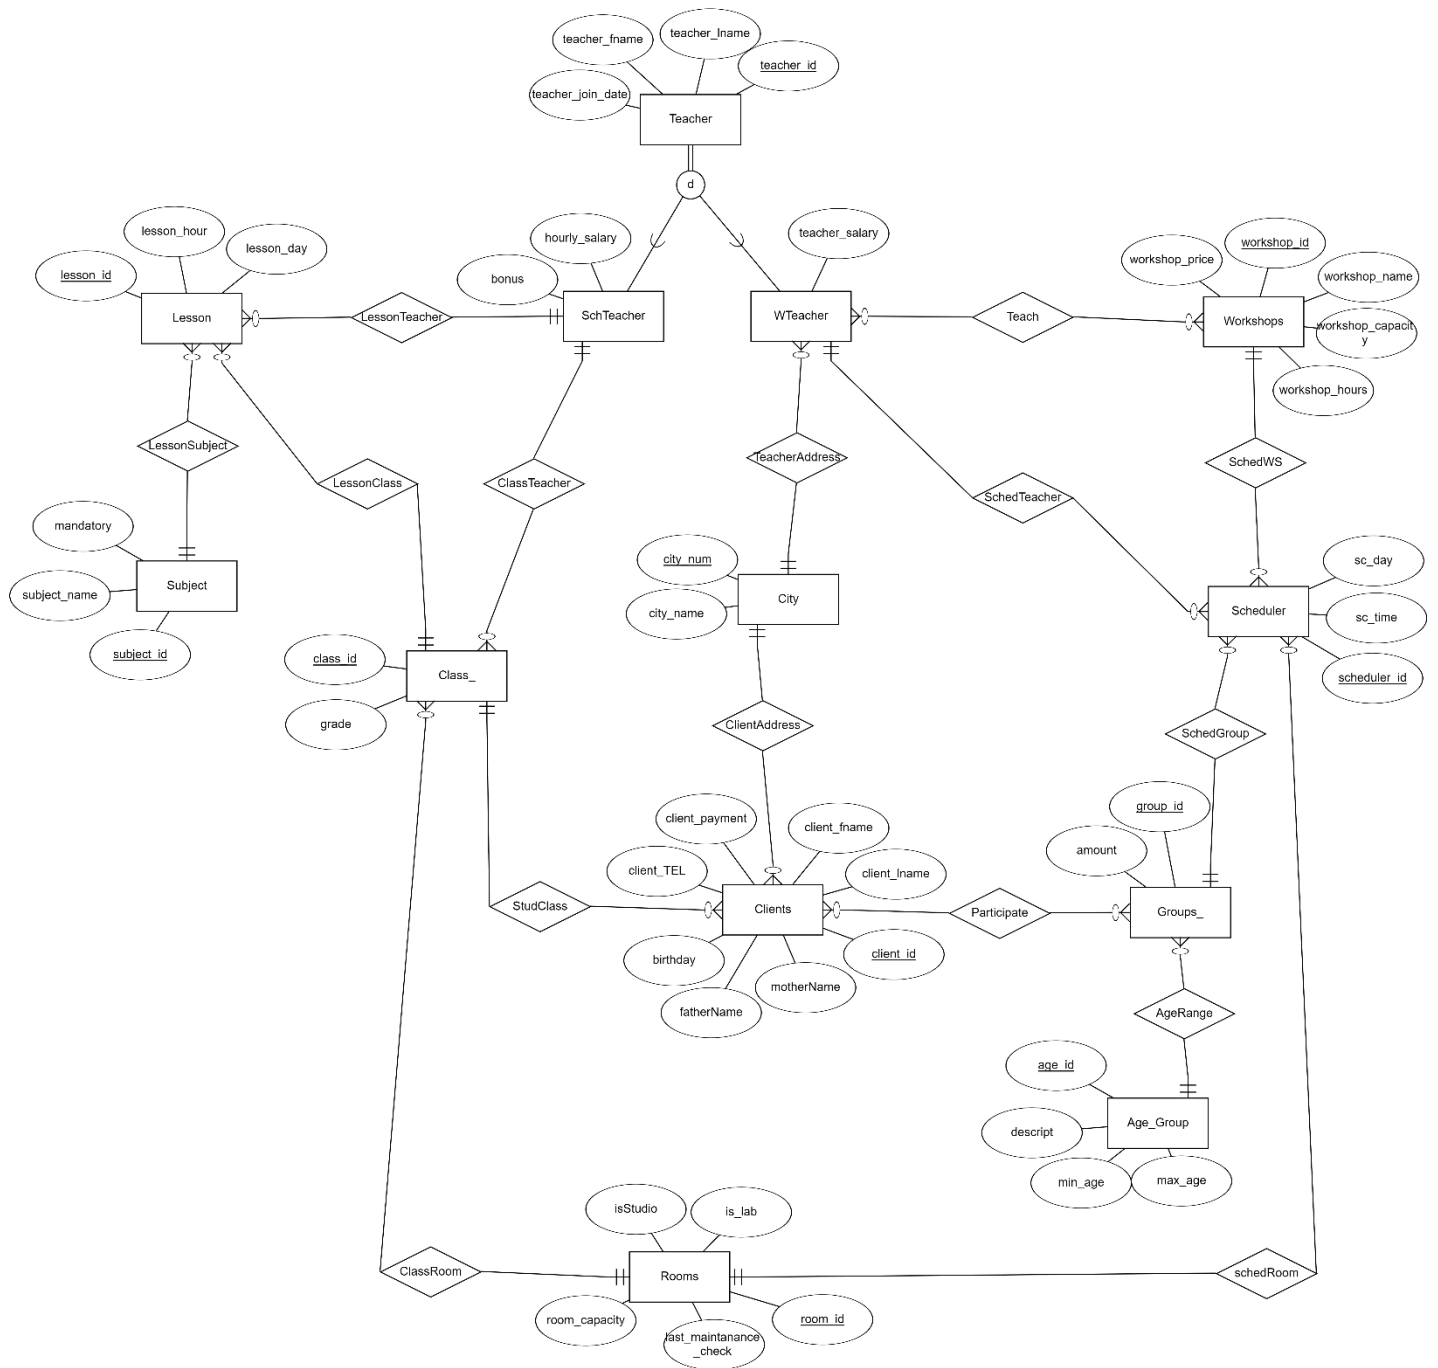 teacher_fname
teacher_lname
teacher_id
teacher_join_date
Teacher
d
lesson_hour
lesson_day
lesson_id
Lesson
LessonTeacher
hourly_salary
bonus
SchTeacher
teacher_salary
WTeacher
Teach
workshop_id
workshop_price
workshop_name
Workshops
workshop_capacit
y
workshop_hours
LessonSubject
LessonClass
ClassTeacher
TeacherAddress
SchedTeacher
SchedWS
mandatory
subject_name
Subject
subject_id
city_num
city_name
City
sc_day
sc_time
Scheduler
scheduler_id
class_id
Class_
grade
ClientAddress
SchedGroup
group_id
amount
Groups_
client_payment
client_fname
client_TEL
client_lname
Clients
StudClass
Participate
birthday
client_id
fatherName
motherName
AgeRange
age_id
Age_Group
descript
min_age
max_age
isStudio
is_lab
ClassRoom
Rooms
schedRoom
room_capacity
last_maintanance
_check
room_id